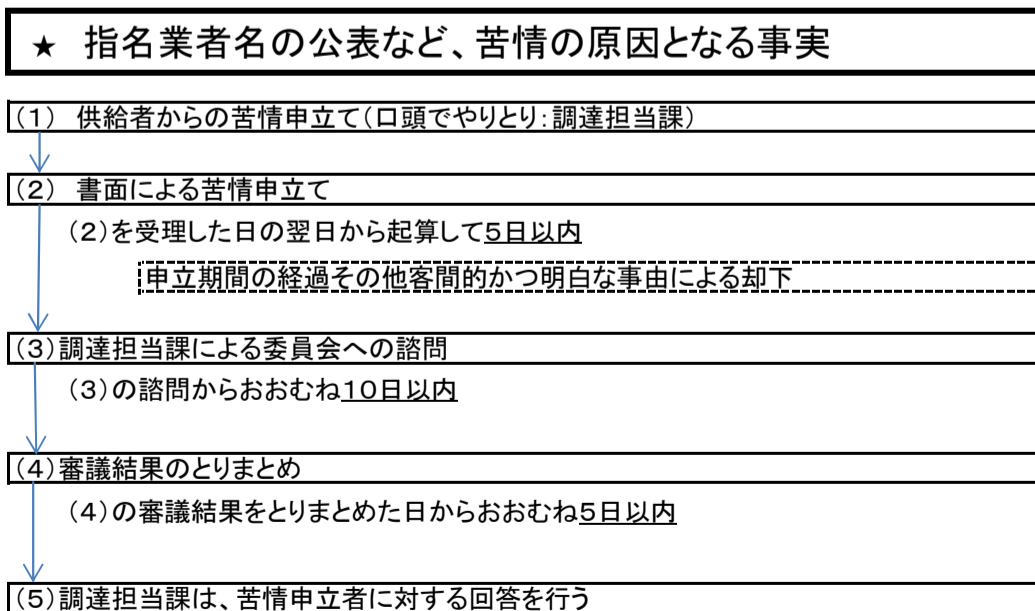 ★ 指名業者名の公表など、苦情の原因となる事実
(1) 供給者からの苦情申立て(口頭でやりとり:調達担当課)
(2) 書面による苦情申立て
(2)を受理した日の翌日から起算して5日以内
申立期間の経過その他客間的かつ明白な事由による却下
(3)調達担当課による委員会への諮問
(3)の諮問からおおむね10日以内
(4)審議結果のとりまとめ
(4)の審議結果をとりまとめた日からおおむね5日以内
(5)調達担当課は、苦情申立者に対する回答を行う